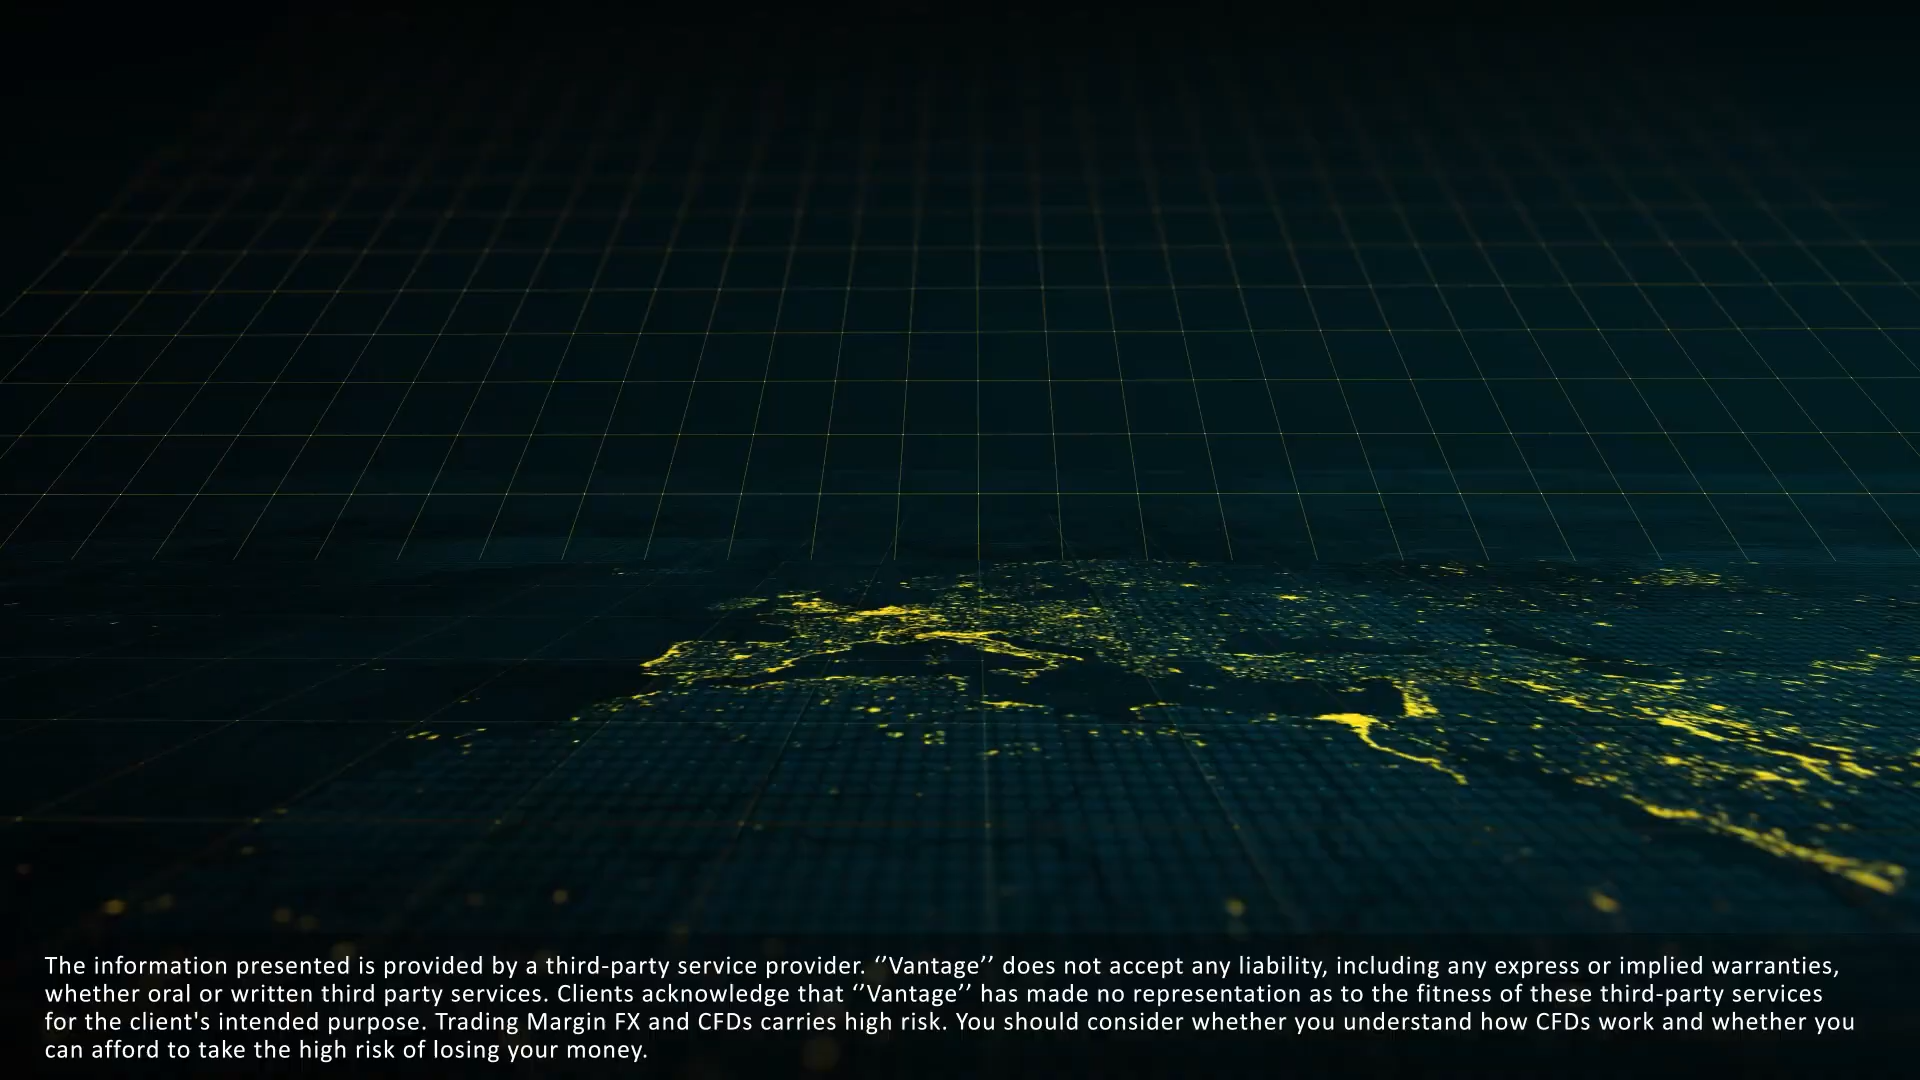 The information presented is provided by a third-party service provider. ‘’Vantage’’ does not accept any liability, including any express or implied warranties,
whether oral or written third party services. Clients acknowledge that ‘’Vantage’’ has made no representation as to the fitness of these third-party services
for the client's intended purpose. Trading Margin FX and CFDs carries high risk. You should consider whether you understand how CFDs work and whether you
can afford to take the high risk of losing your money.